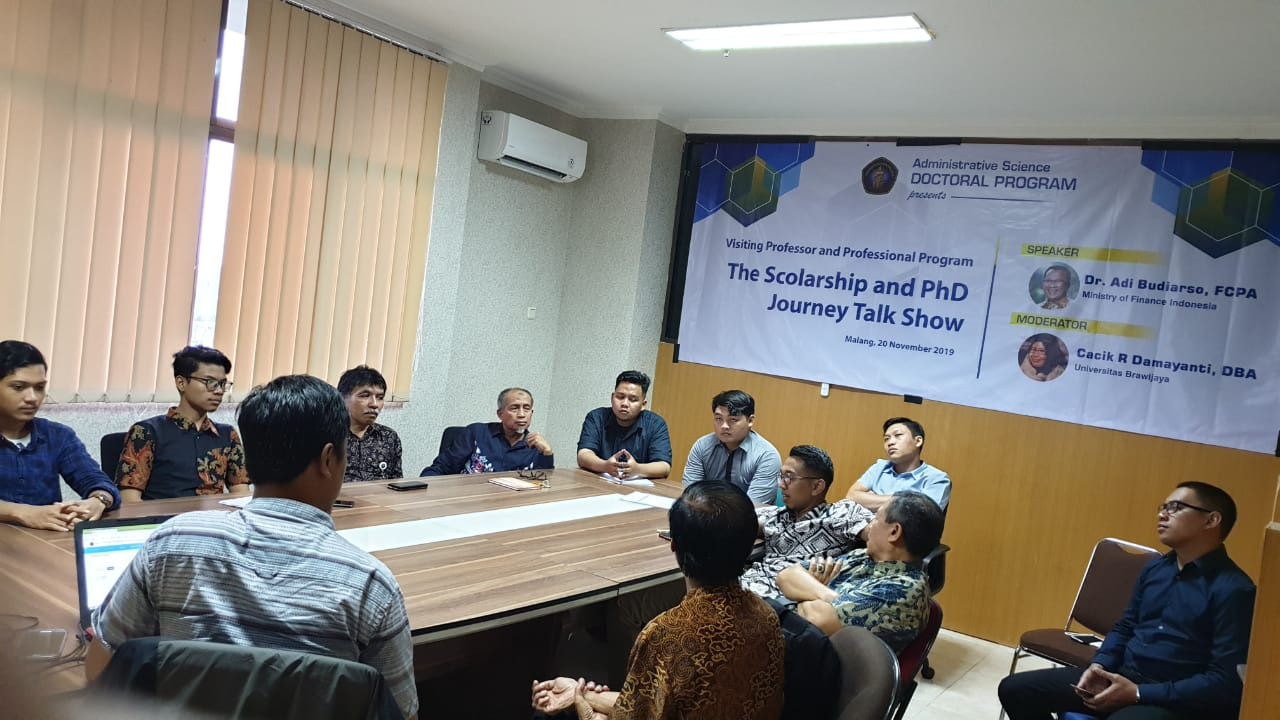 Administrative Science
DOCTORAL PROGRAM
presents
Visiting Professor and Professional Program
The Scolarship and PhD
Journey Talk Show
Malang, 20 November 2019
SPEAKER
Dr. Adi Budiarso, FCPA
Ministry of Finance Indonesia
MODERATOR
Cacik R Damayanti, DBA
Universitas Brawijaya